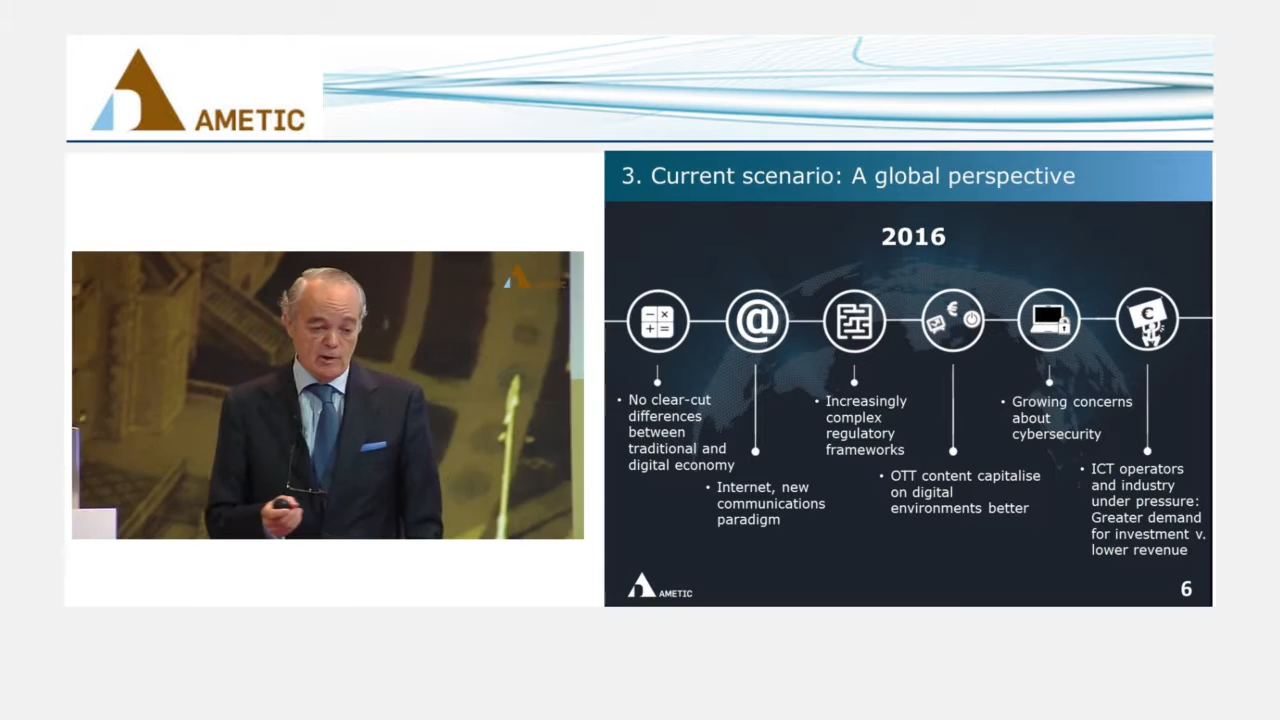 AMETIC
3. Current scenario: A global perspective
2016
• No clear-cut
differences
between
traditional and
digital economy
• Internet, new
communications
paradigm
• Increasingly
complex
regulatory
frameworks
• OTT content capitalise
on digital
environments better
• Growing concerns
about
cybersecurity
• ICT operators
and industry
under pressure:
Greater demand
for investment v.
lower revenue
AMETIC
6